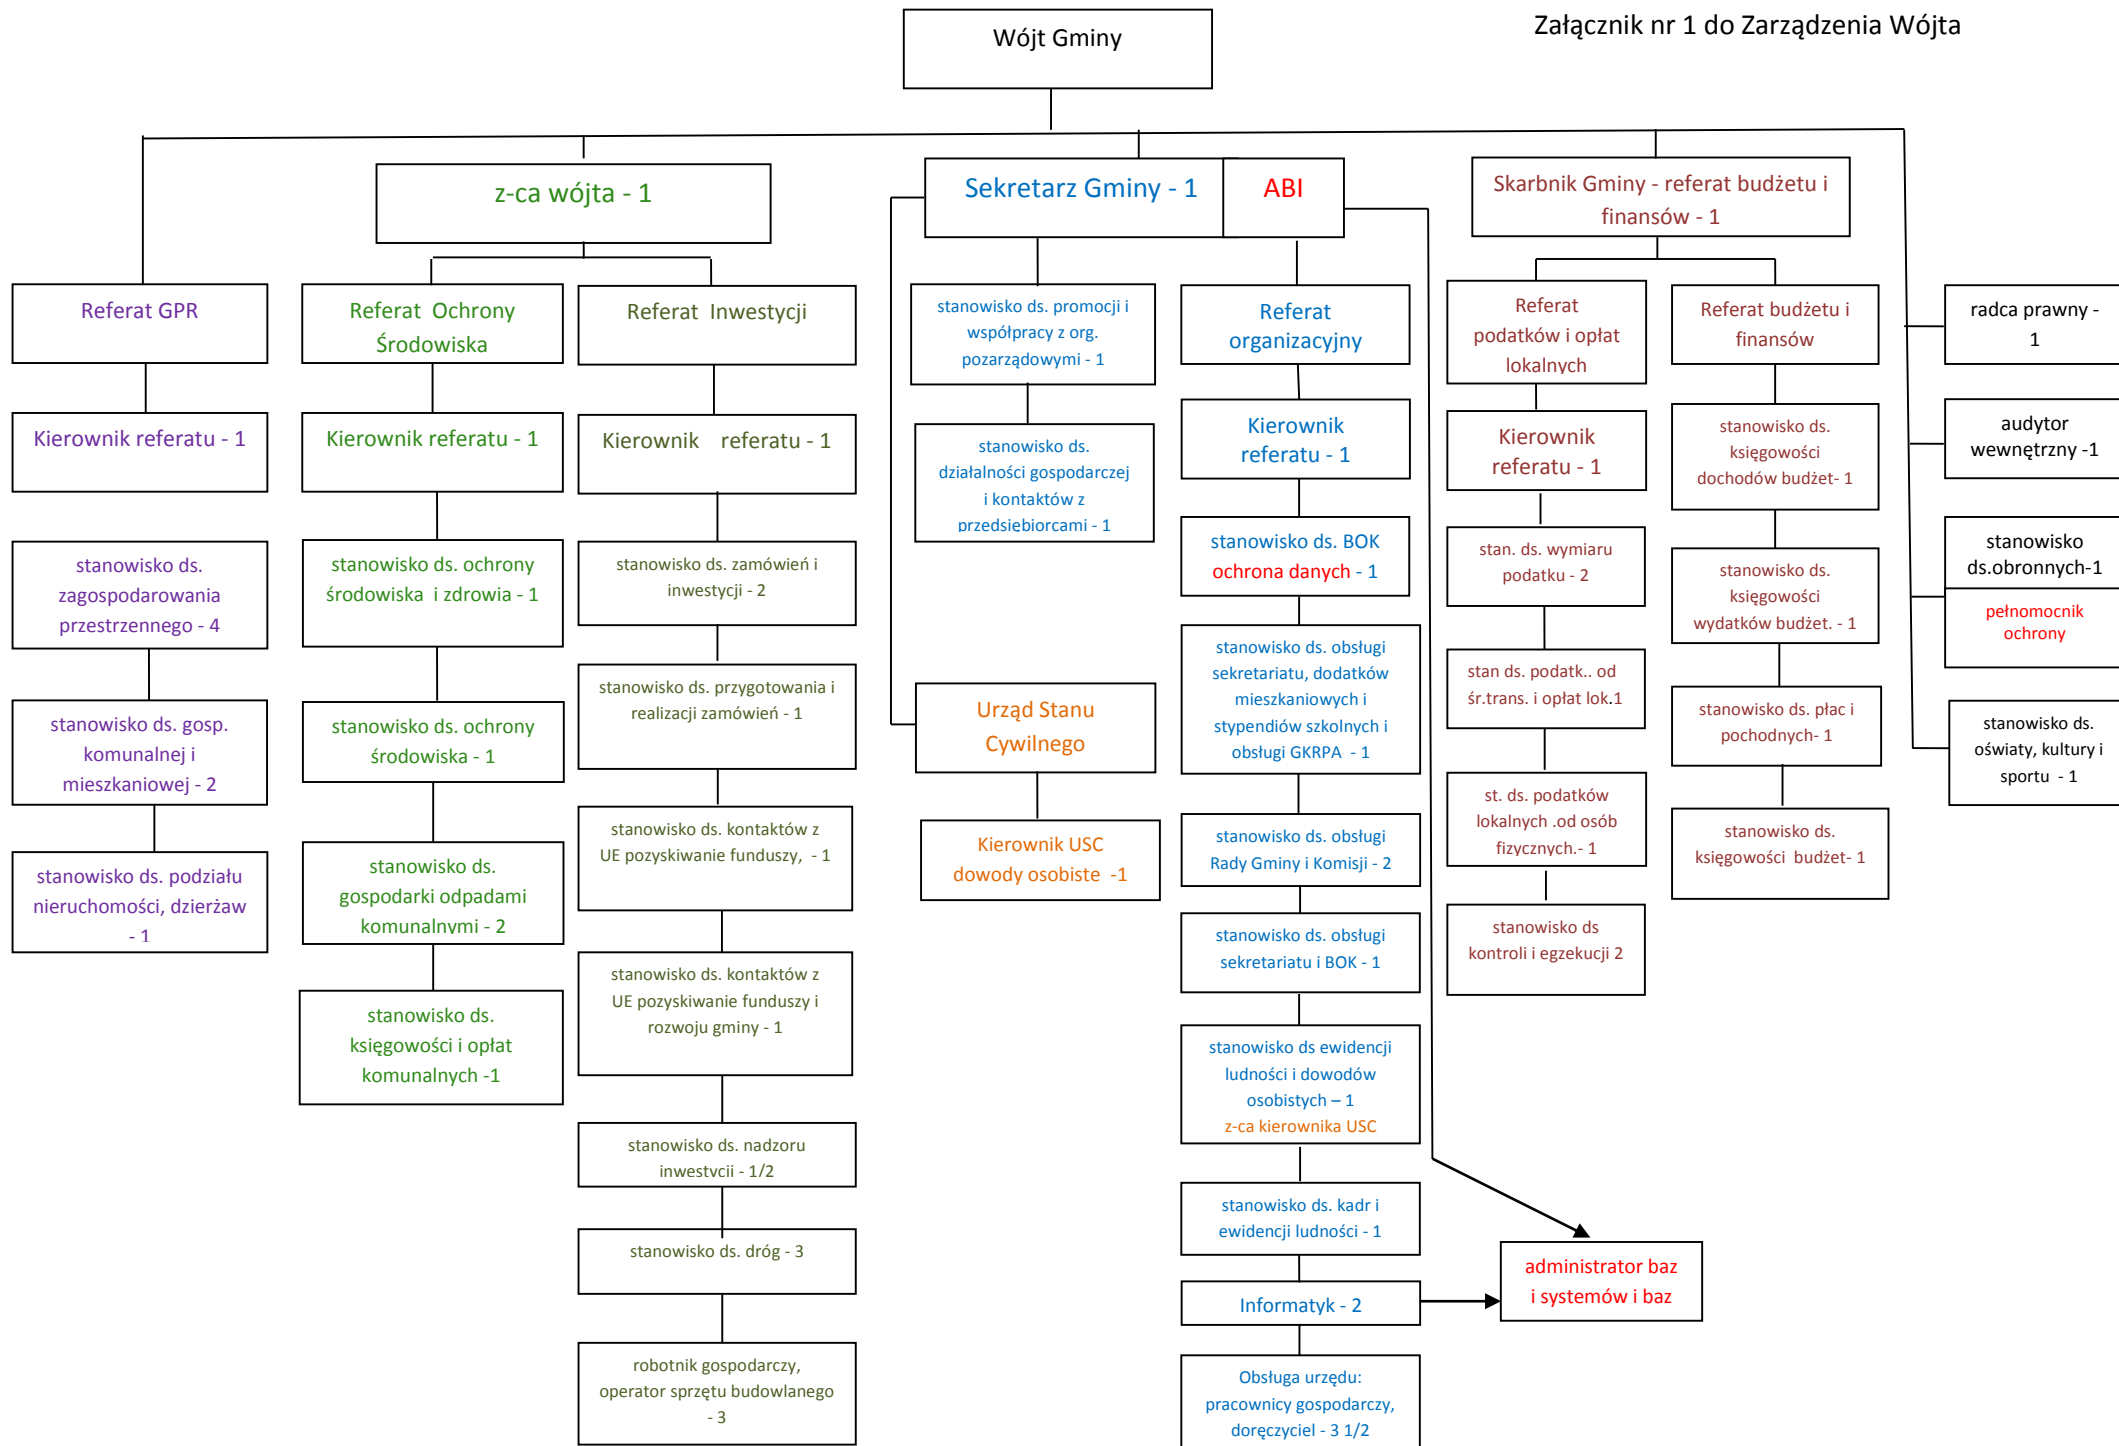 Załącznik nr 1 do Zarządzenia Wójta
Wójt Gminy
z-ca wójta - 1
Sekretarz Gminy - 1
ABI
Skarbnik Gminy - referat budżetu i
finansów - 1
Referat GPR
Kierownik referatu - 1
stanowisko ds.
zagospodarowania
przestrzennego - 4
stanowisko ds. gosp.
komunalnej i
mieszkaniowej - 2
stanowisko ds. podziału
nieruchomości, dzierżaw
- 1
Referat Ochrony
Środowiska
Kierownik referatu - 1
stanowisko ds. ochrony
środowiska i zdrowia - 1
stanowisko ds. ochrony
środowiska - 1
stanowisko ds.
gospodarki odpadami
komunalnymi - 2
stanowisko ds.
księgowości i opłat
komunalnych -1
Referat Inwestycji
Kierownik referatu - 1
stanowisko ds. zamówień i
inwestycji - 2
stanowisko ds. przygotowania i
realizacji zamówień - 1
stanowisko ds. kontaktów z
UE pozyskiwanie funduszy, - 1
stanowisko ds. kontaktów z
UE pozyskiwanie funduszy i
rozwoju gminy - 1
stanowisko ds. nadzoru
inwestycji - 1/2
stanowisko ds. dróg - 3
robotnik gospodarczy,
operator sprzętu budowlanego
- 3
stanowisko ds. promocji i
współpracy z org.
pozarządowymi - 1
stanowisko ds.
działalności gospodarczej
i kontaktów z
przedsiebiorcami - 1
Urząd Stanu
Cywilnego
Kierownik USC
dowody osobiste -1
Referat
organizacyjny
Kierownik
referatu - 1
stanowisko ds. BOK
ochrona danych - 1
stanowisko ds. obsługi
sekretariatu, dodatków
mieszkaniowych i
stypendiów szkolnych i
obsługi GKRPA - 1
stanowisko ds. obsługi
Rady Gminy i Komisji - 2
stanowisko ds. obsługi
sekretariatu i BOK - 1
stanowisko ds ewidencji
ludności i dowodów
osobistych – 1
z-ca kierownika USC
stanowisko ds. kadr i
ewidencji ludności - 1
Informatyk - 2
Obsługa urzędu:
pracownicy gospodarczy,
doręczyciel - 3 1/2
administrator baz
i systemów i baz
Referat
podatków i opłat
lokalnych
Kierownik
referatu - 1
stan. ds. wymiaru
podatku - 2
stan ds. podatk.. od
śr.trans. i opłat lok.1
st. ds. podatków
lokalnych .od osób
fizycznych.- 1
stanowisko ds
kontroli i egzekucji 2
Referat budżetu i
finansów
stanowisko ds.
księgowości
dochodów budżet- 1
stanowisko ds.
księgowości
wydatków budżet. - 1
stanowisko ds. płac i
pochodnych- 1
stanowisko ds.
księgowości budżet- 1
radca prawny -
1
audytor
wewnętrzny -1
stanowisko
ds.obronnych-1
pełnomocnik
ochrony
stanowisko ds.
oświaty, kultury i
sportu - 1